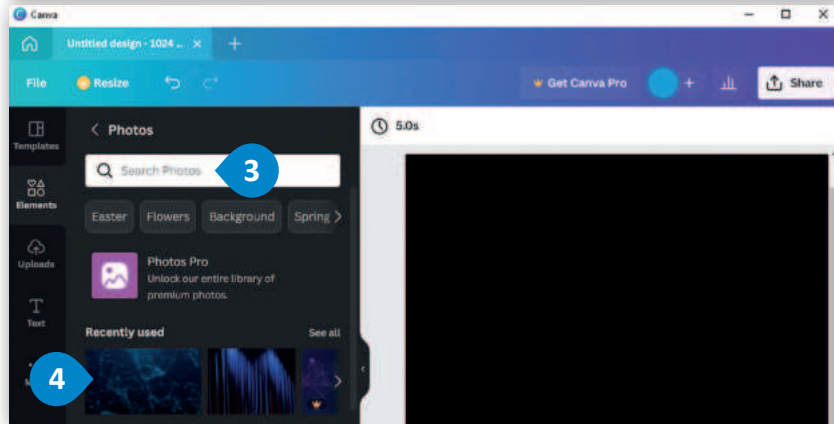 Canva
Untitled design - 1024 ...
File
Resize
Get Canva Pro
Share
Templates
Elements
Uploads
Text
Photos
Search Photos
3
Easter
Flowers
Background
Spring
Photos Pro
Unlock our entire library of
premium photos.
Recently used
See all
4
5.0s